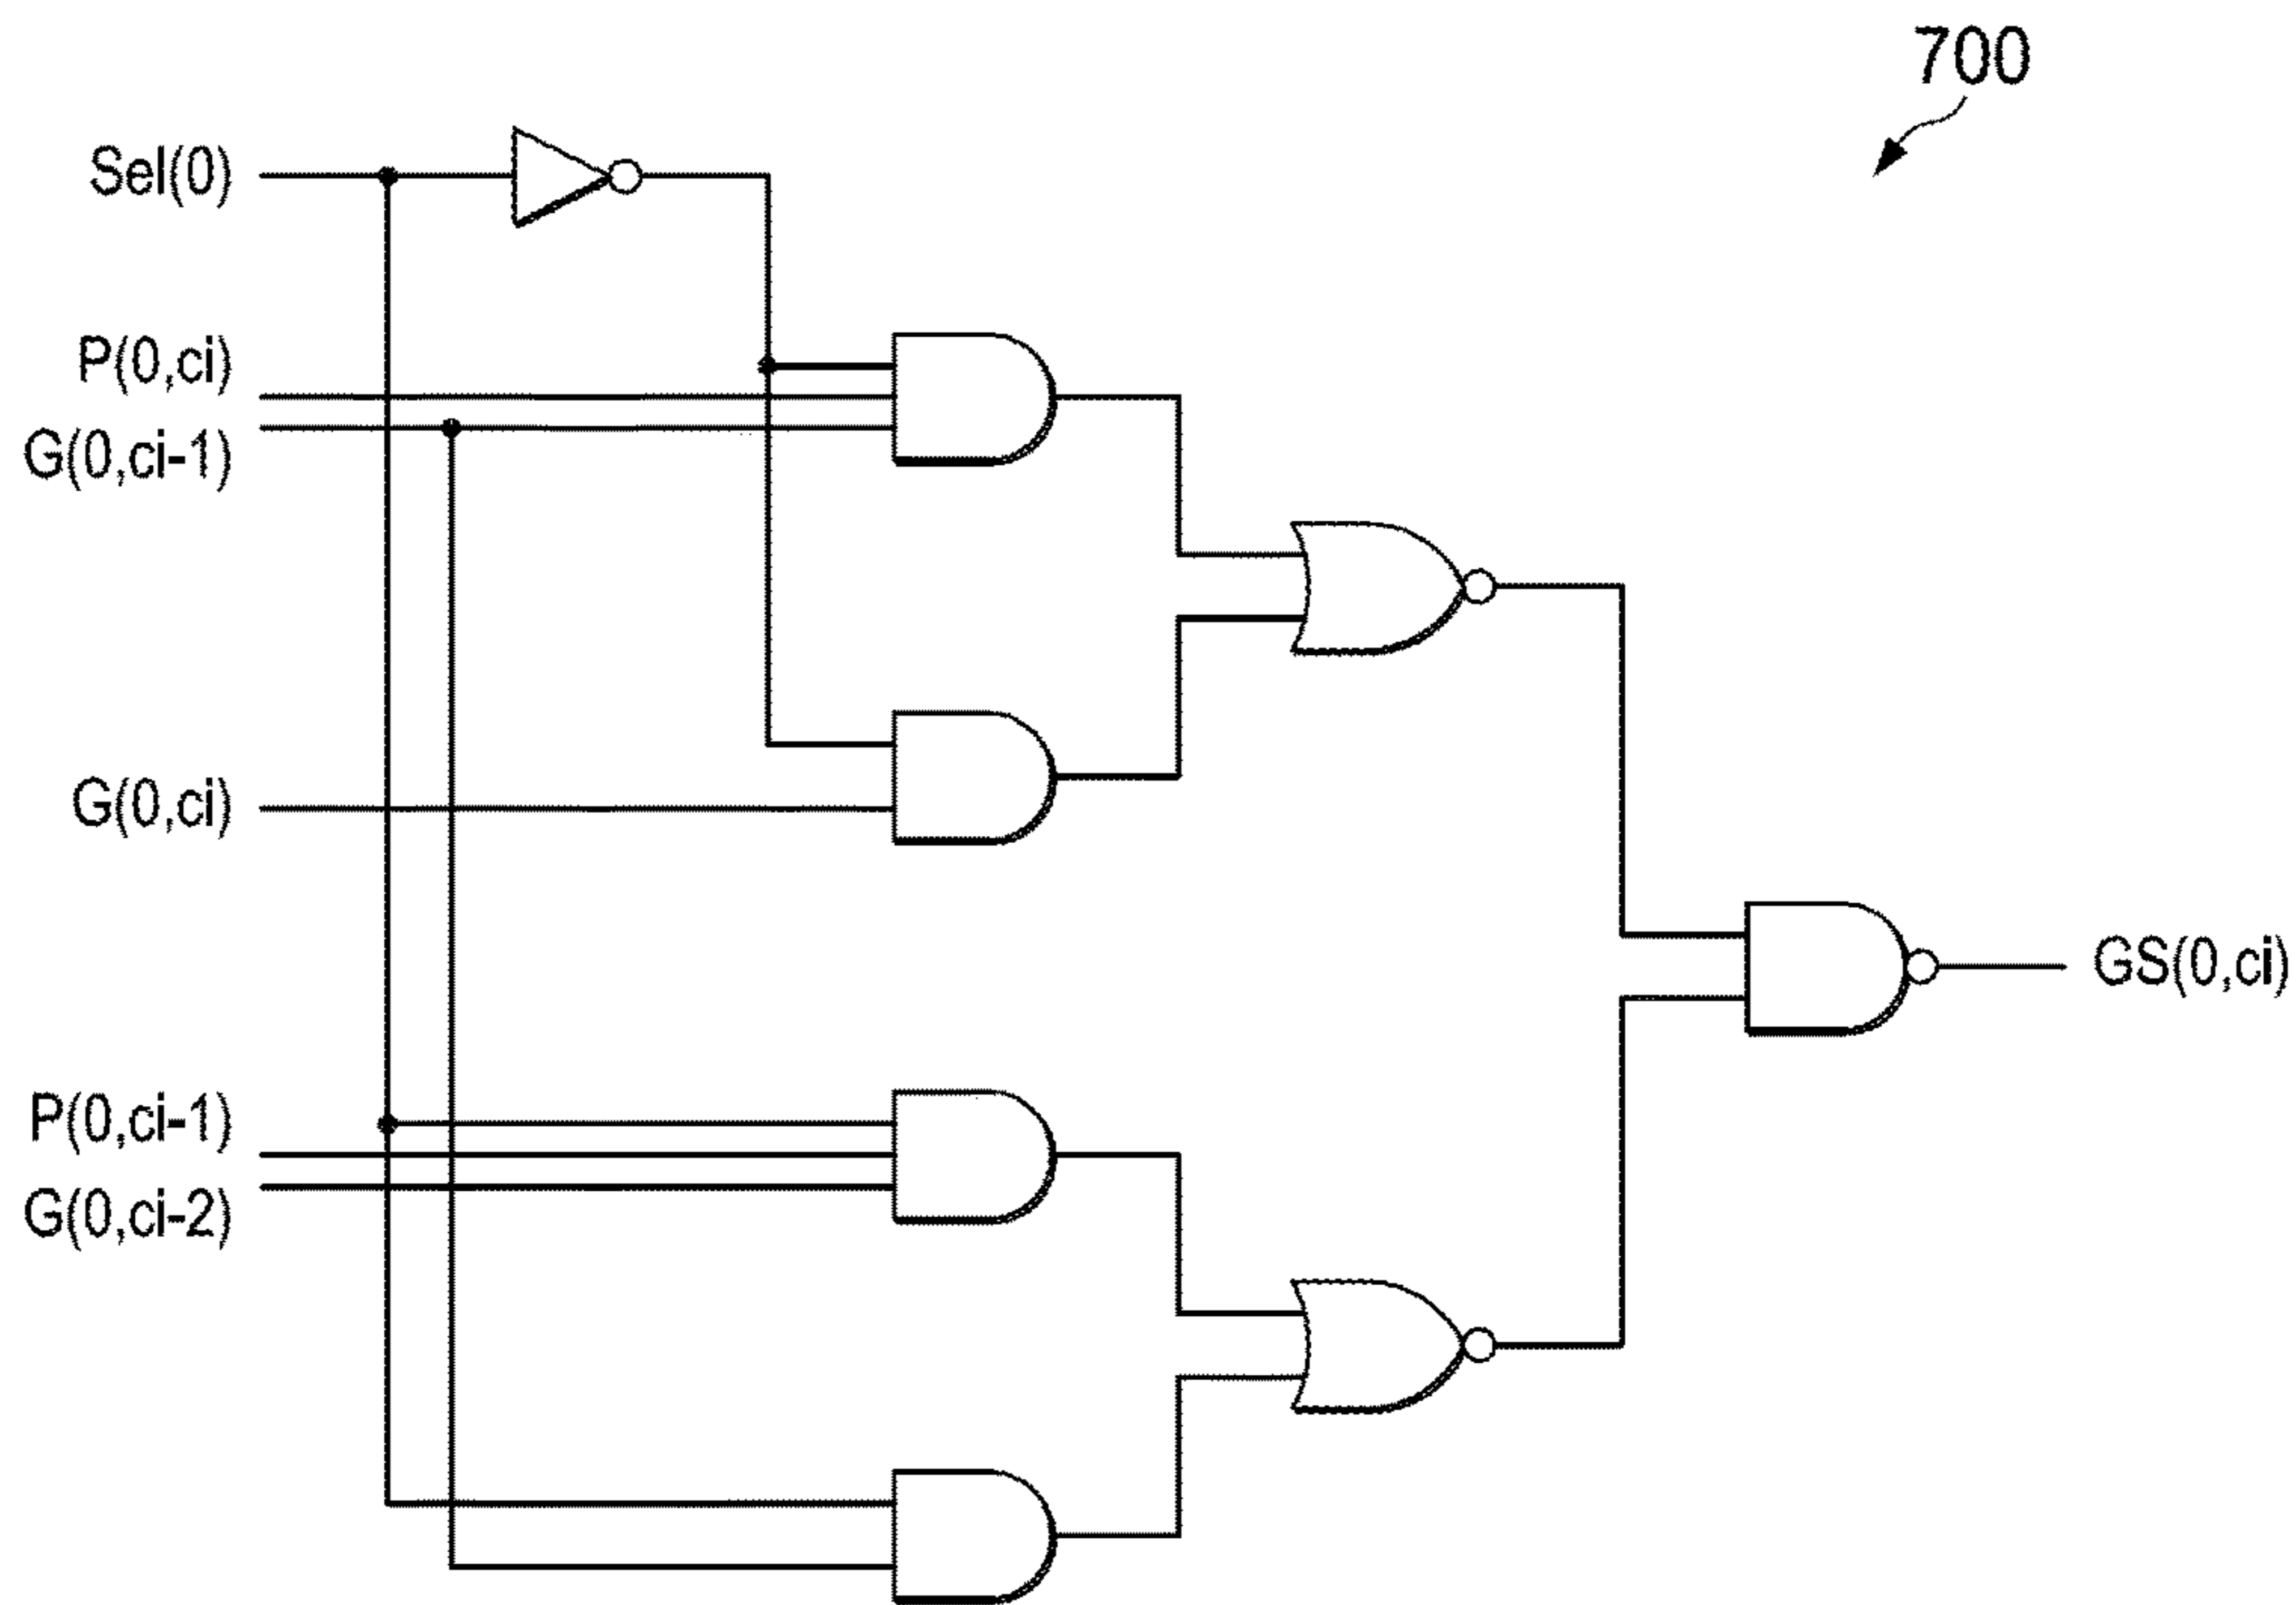 700
Sel(0)
P(0,ci)
G(0,ci-1)
G(0,ci)
GS(0,ci)
P(0,ci-1)
G(0,ci-2)